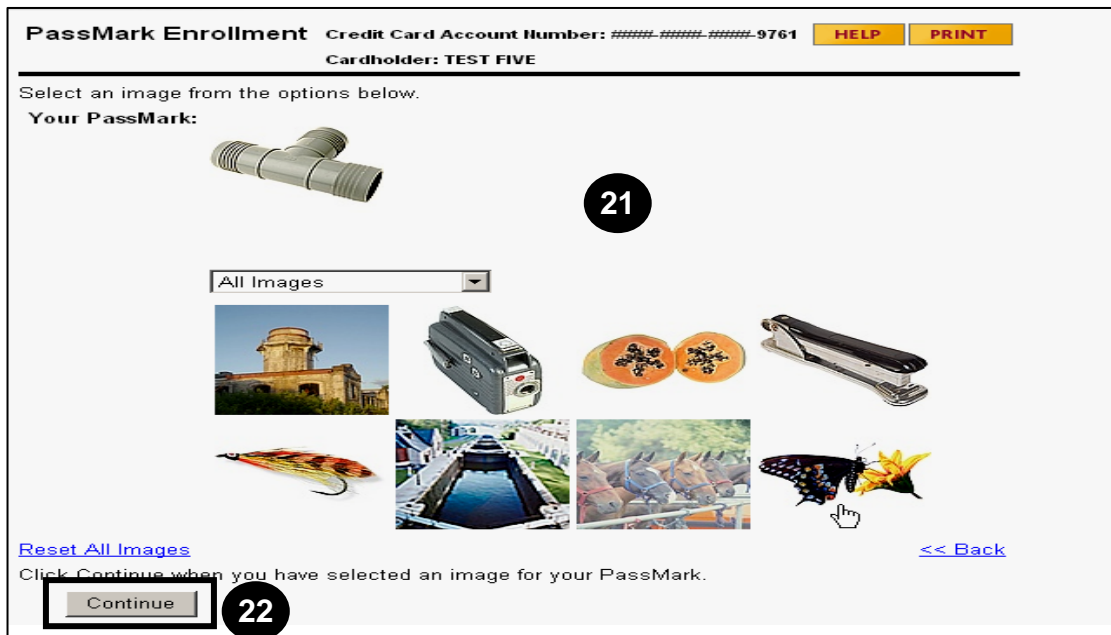 PassMark Enrollment Credit Card Account Number: ####-####-####-9761 HELP PRINT
Cardholder: TEST FIVE
Select an image from the options below.
Your PassMark:
21
All Images
Reset All Images << Back
Click Continue when you have selected an image for your PassMark.
Continue 22